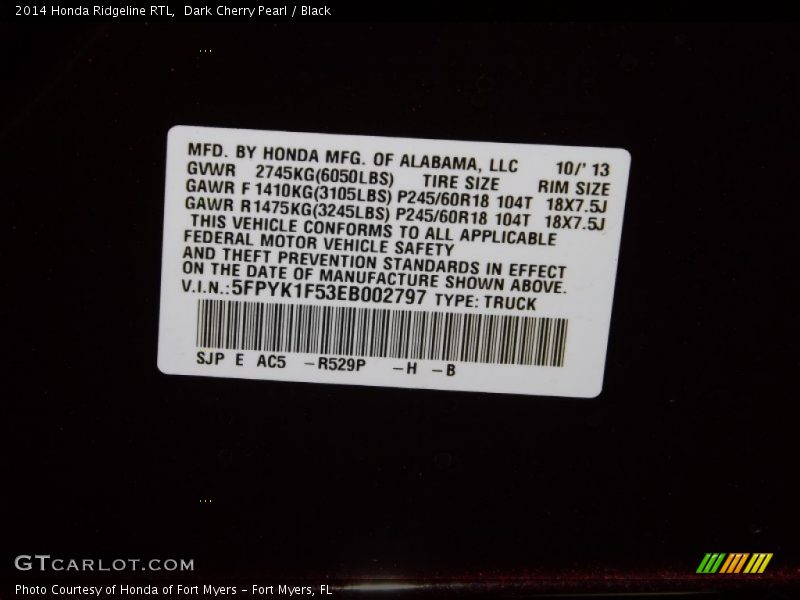 2014 Honda Ridgeline RTL, Dark Cherry Pearl / Black
MFD. BY HONDA MFG. OF ALABAMA, LLC 10/' 13
GVWR 2745KG(6050LBS) TIRE SIZE RIM SIZE
GAWR F 1410KG(3105LBS) P245/60R18 104T 18X7.5J
GAWR R1475KG(3245LBS) P245/60R18 104T 18X7.5J
THIS VEHICLE CONFORMS TO ALL APPLICABLE
FEDERAL MOTOR VEHICLE SAFETY
AND THEFT PREVENTION STANDARDS IN EFFECT
ON THE DATE OF MANUFACTURE SHOWN ABOVE.
V.I.N.:5FPYK1F53EB002797 TYPE: TRUCK
SJP E AC5 -R529P -H -B
GTCARLOT.COM
Photo Courtesy of Honda of Fort Myers - Fort Myers, FL